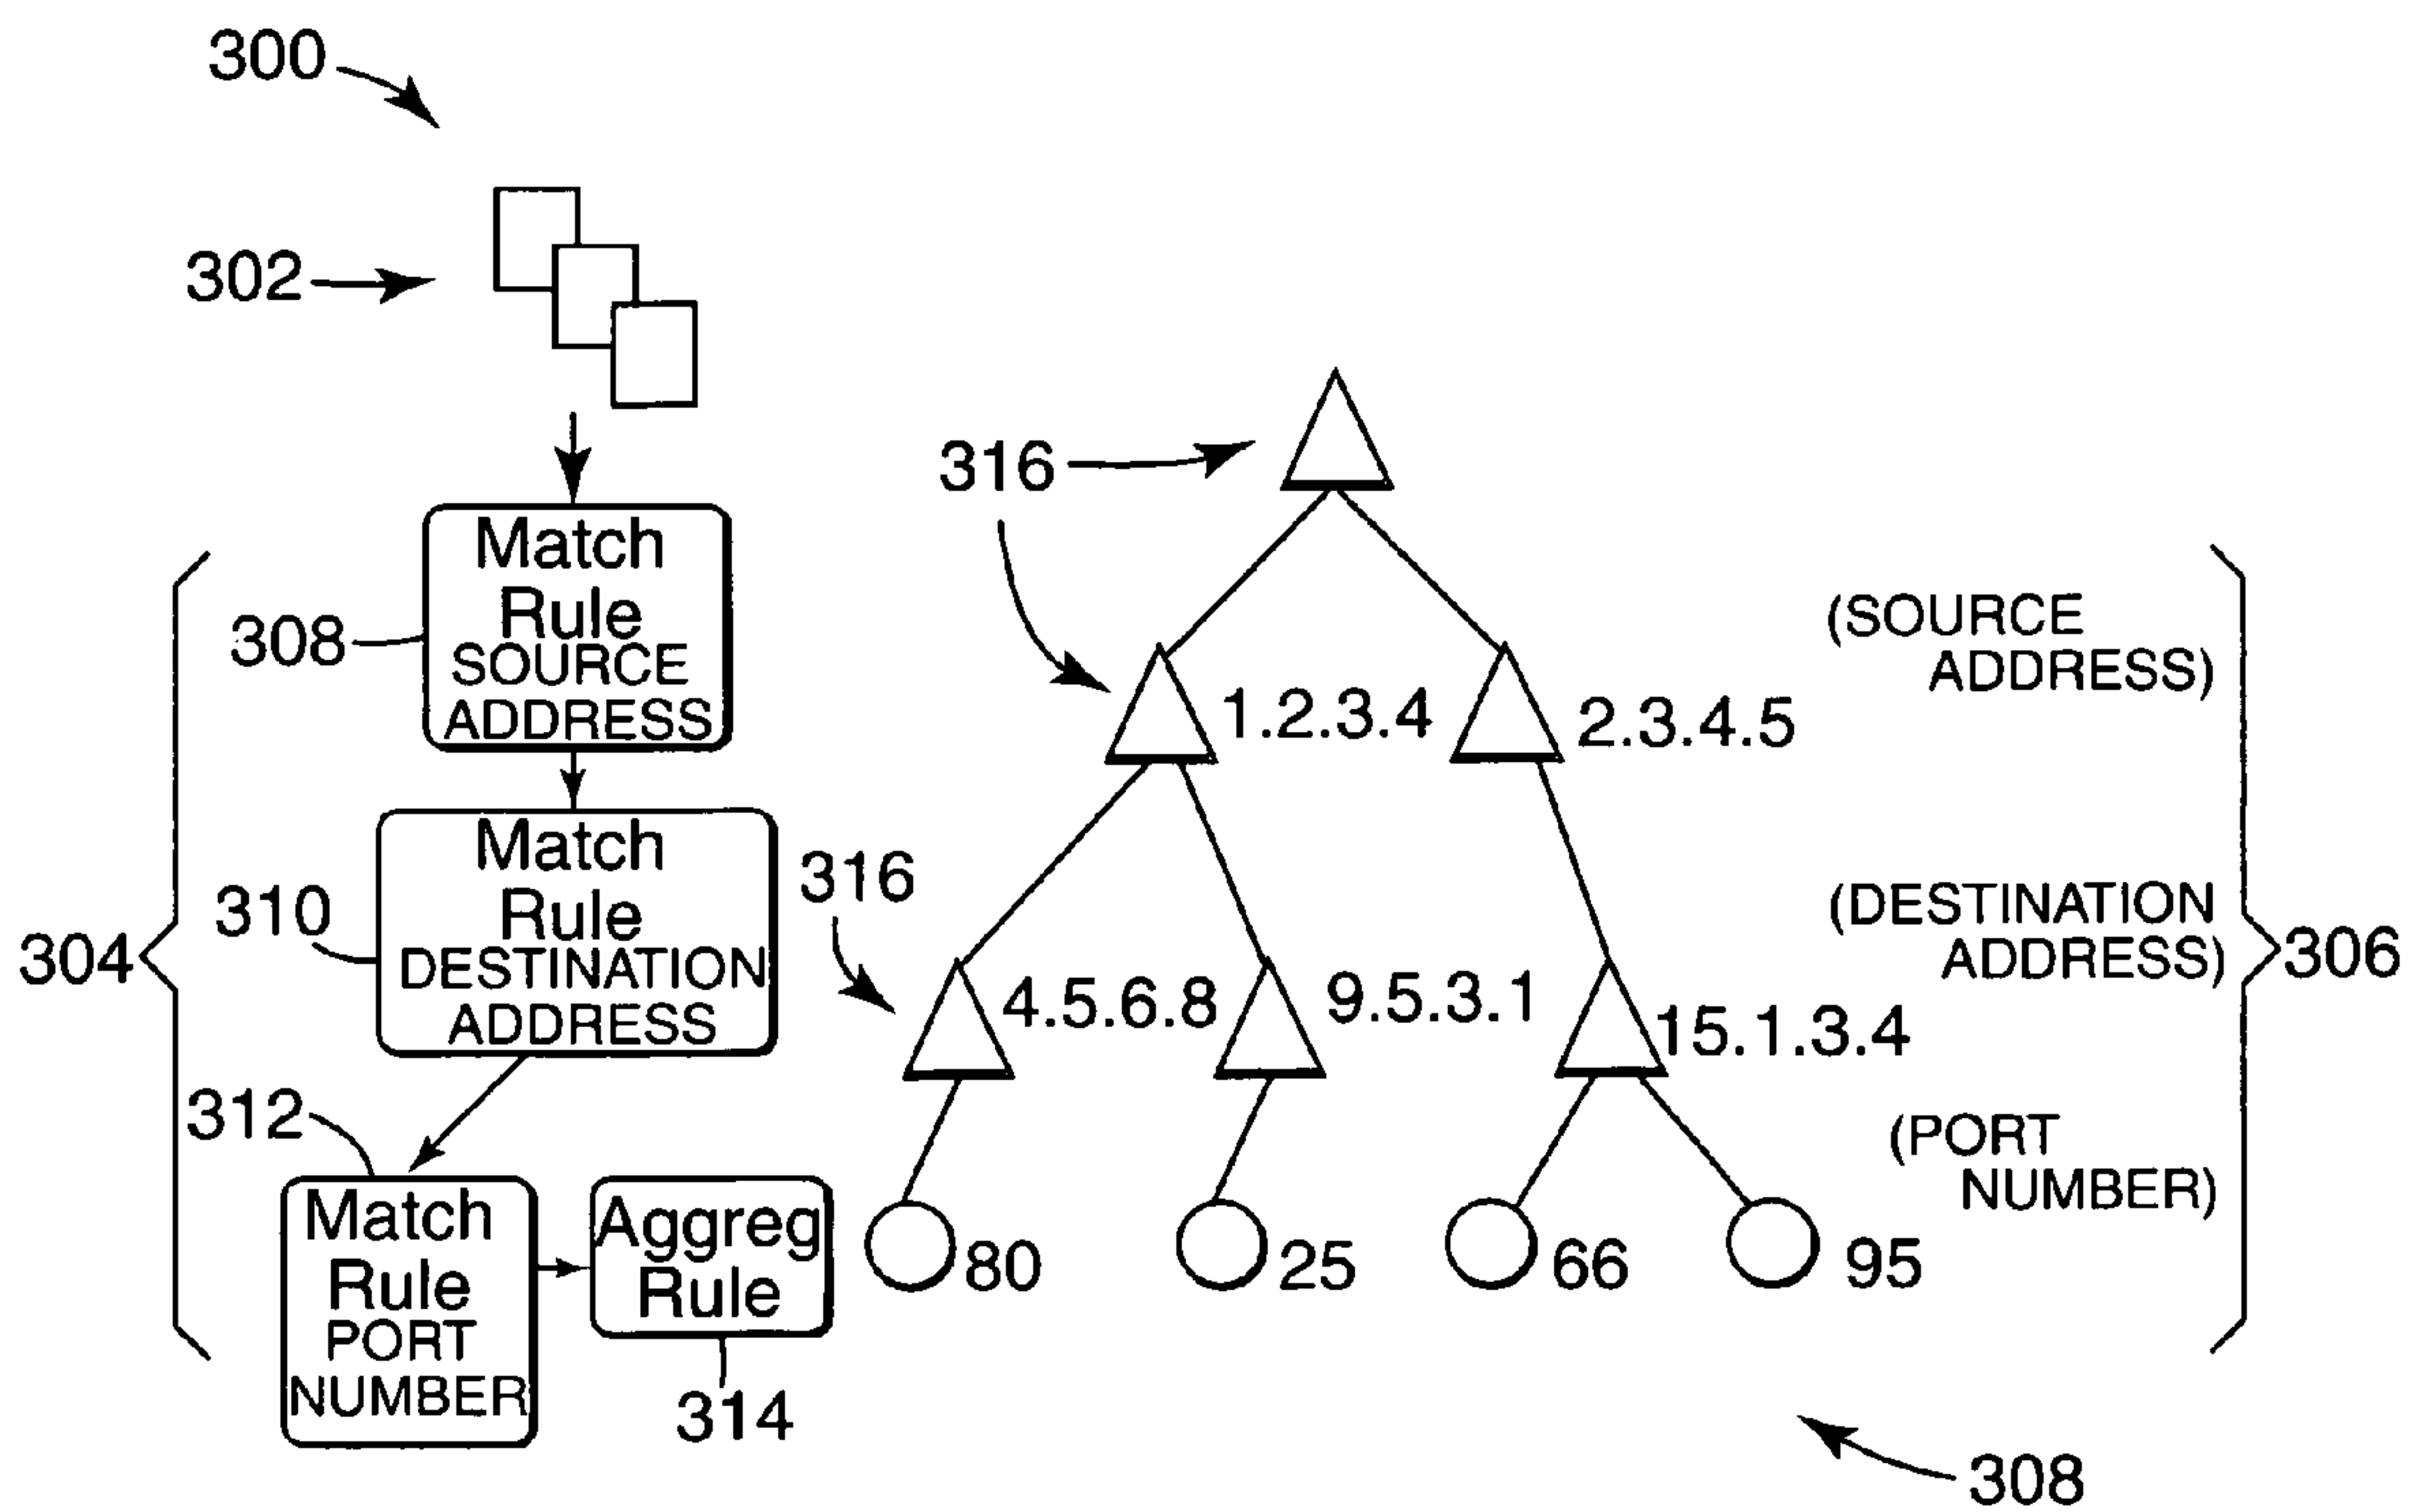 300
302
316
Match
Rule
SOURCE
ADDRESS
308
1.2.3.4
2.3.4.5
(SOURCE
ADDRESS)
Match
Rule
DESTINATION
ADDRESS
310
304
316
4.5.6.8
9.5.3.1
15.1.3.4
(DESTINATION
ADDRESS)
306
312
Match
Rule
PORT
NUMBER
Aggreg
Rule
314
80
25
66
95
(PORT
NUMBER)
308